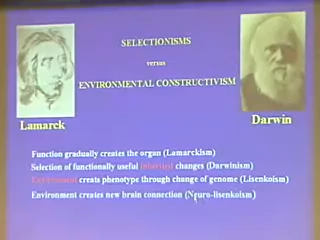 SELECTIONISMS
versus
ENVIRONMENTAL CONSTRUCTIVISM
Lamarck
Darwin
Function gradually creates the organ (Lamarckism)
Selection of functionally useful inherited changes (Darwinism)
Environment creats phenotype through change of genome (Lisenkoism)
Environment creates new brain connection (Neuro-lisenkoism)